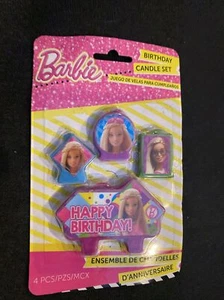 Barbie
BIRTHDAY
CANDLE SET
JUEGO DE VELAS PARA CUMPLEAÑOS
HAPPY
BIRTHDAY!
ENSEMBLE DE CHANDELLES
D'ANNIVERSAIRE
4 PCS/PZS/MCX